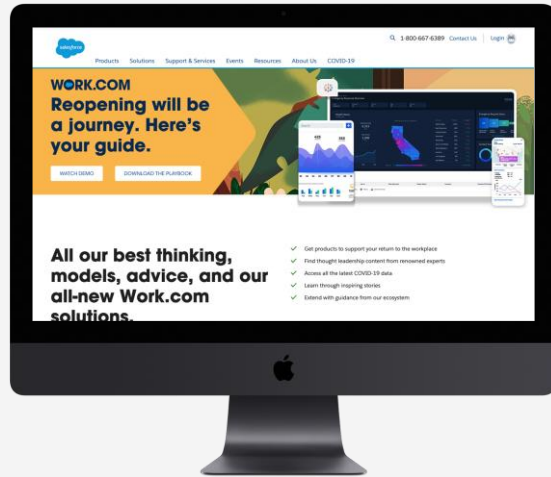 salesforce
1-800-667-6389 Contact Us Login
Products Solutions Support & Services Events Resources About Us COVID-19
WORK.COM
Reopening will be
a journey. Here's
your guide.
WATCH DEMO DOWNLOAD THE PLAYBOOK
All our best thinking,
models, advice, and our
all-new Work.com
solutions.
Get products to support your return to the workplace
Find thought leadership content from renowned experts
Access all the latest COVID-19 data
Learn through inspiring stories
Extend with guidance from our ecosystem